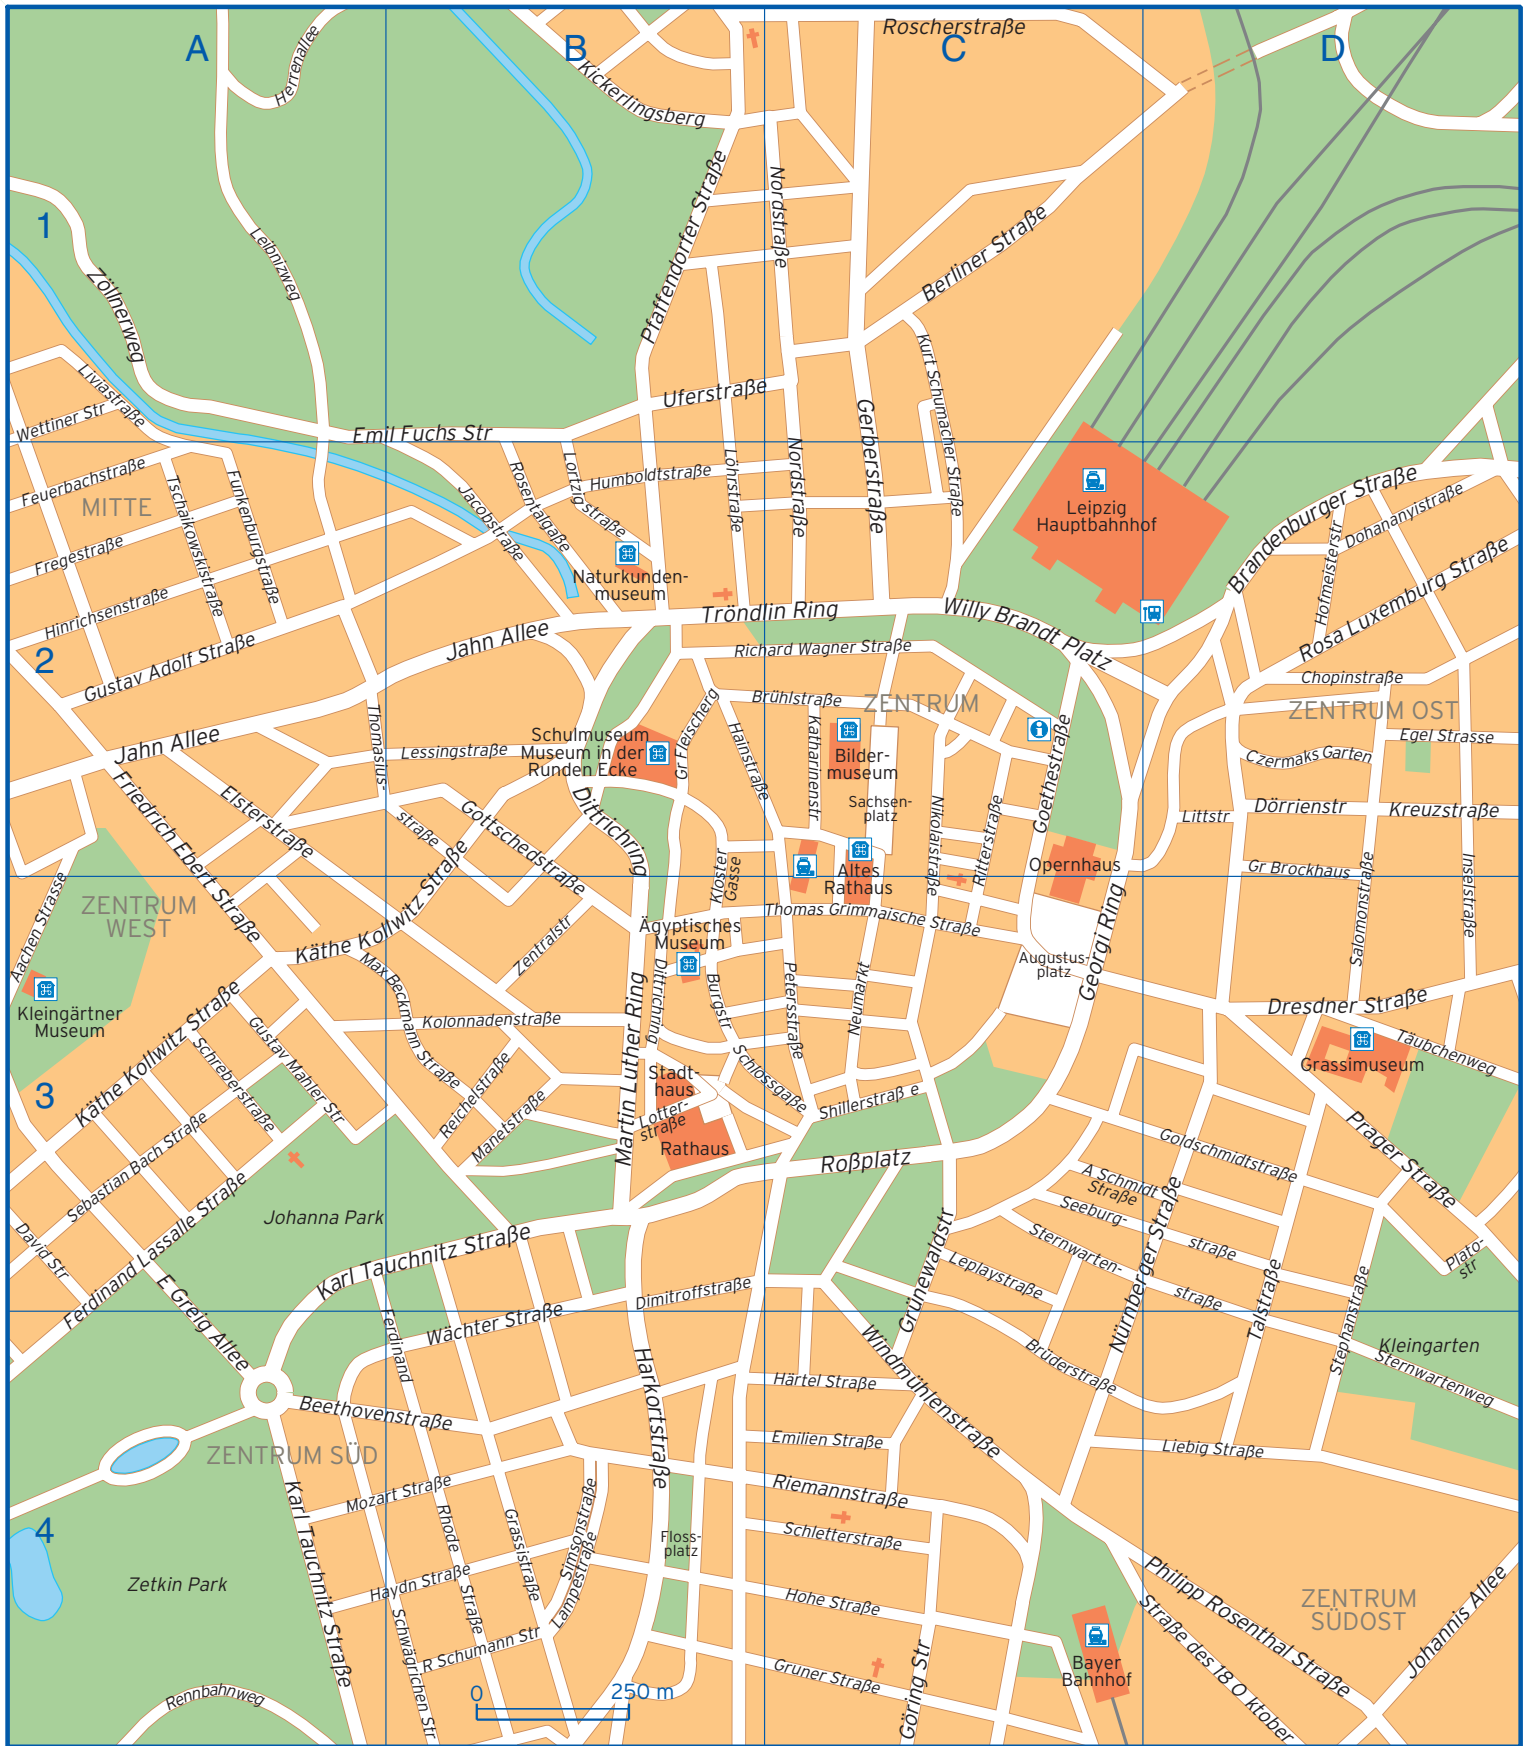 A
B
C
D
1
2
3
4
Roscherstraße
Herrenallee
Kickerlingsberg
Pfaffendorfer Straße
Nordstraße
Berliner Straße
Leibnizweg
Zöllnerweg
Kurt Schumacher Straße
Liviastraße
Uferstraße
Gerberstraße
Wettiner Str
Emil Fuchs Str
Feuerbachstraße
MITTE
Tschaikowskistraße
Funkenburgstraße
Jacobstraße
Rosentalgaße
Lortzigstraße
Humboldtstraße
Löhrstraße
Nordstraße
Leipzig
Hauptbahnhof
Brandenburger Straße
Dohananyistraße
Hofmeisterstr
Fregestraße
Hinrichsenstraße
Gustav Adolf Straße
Naturkunden-
museum
Tröndlin Ring
Willy Brandt Platz
Rosa Luxemburg Straße
Jahn Allee
Richard Wagner Straße
Chopinstraße
Brühlstraße
ZENTRUM
ZENTRUM OST
Jahn Allee
Thomasius-
straße
Lessingstraße
Schulmuseum
Museum in der
Runden Ecke
Gr Fleischerg
Hainstraße
Katharinenstr
Bilder-
museum
Sachsen-
platz
Nikolaistraße
Ritterstraße
Goethestraße
Egel Strasse
Czermaks Garten
Littstr
Dörrienstr
Kreuzstraße
Friedrich Ebert Straße
Elsterstraße
Gottschedstraße
Dittrichring
Kloster
Gasse
Altes
Rathaus
Opernhaus
Gr Brockhaus
Salomonstraße
Inselstraße
Aachen Strasse
ZENTRUM
WEST
Käthe Kollwitz Straße
Zentralstr
Ägyptisches
Museum
Thomas Grimmaische Straße
Augustus-
platz
Georgi Ring
Kleingärtner
Museum
Käthe Kollwitz Straße
Max Beckmann Straße
Kolonnadenstraße
Dittrichring
Burgstr
Petersstraße
Neumarkt
Dresdner Straße
Täubchenweg
Grassimuseum
Gustav Mahler Str
Schreberstraße
Reichelstraße
Manetstraße
Martin Luther Ring
Stadt-
haus
Lotter-
straße
Rathaus
Schlossgaße
Shillerstraß e
Sebastian Bach Straße
Roßplatz
Goldschmidtstraße
Prager Straße
A Schmidt
Straße
Seeburg-
straße
Sternwarten-
straße
Johanna Park
David Str
Ferdinand Lassalle Straße
Karl Tauchnitz Straße
Grünewaldstr
Leplaystraße
Nürnberger Straße
Talstraße
Stephanstraße
Plato-
str
E Greig Allee
Dimitroffstraße
Wächter Straße
Ferdinand
Rhode
Straße
Kleingarten
Sternwartenweg
Windmühlenstraße
Brüderstraße
Härtel Straße
Beethovenstraße
Harkortstraße
ZENTRUM SÜD
Emilien Straße
Liebig Straße
Mozart Straße
Riemannstraße
Karl Tauchnitz Straße
Grassistraße
Simsonstraße
Lampestraße
Floss-
platz
Schletterstraße
Zetkin Park
Haydn Straße
Hohe Straße
Philipp Rosenthal Straße
ZENTRUM
SÜDOST
Straße des 18 O ktober
Johannis Allee
Schwägrichen Str
R Schumann Str
Gruner Straße
Göring Str
Bayer
Bahnhof
Rennbahnweg
0
250 m